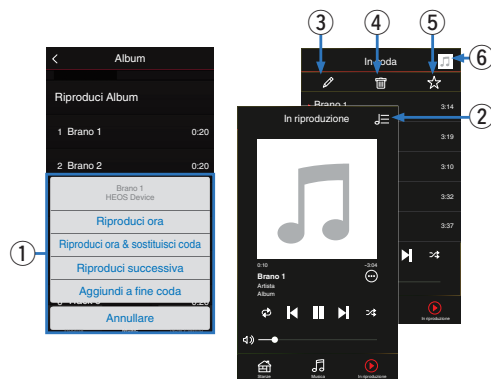 3
4
5
6
2
1
Album
Riproduci Album
1 Brano 1 0:20
2 Brano 2 0:20
Brano 1
HEOS Device
Riproduci ora
Riproduci ora & sostituisci coda
Riproduci successiva
Aggiundi a fine coda
0:20
Annullare
In riproduzione
0:10 -3:04
Brano 1
Artista
Album
Stanze Musica In riproduzione
In coda
Brano 1 3:14
3:19
3:10
3:32
3:37
In riproduzione